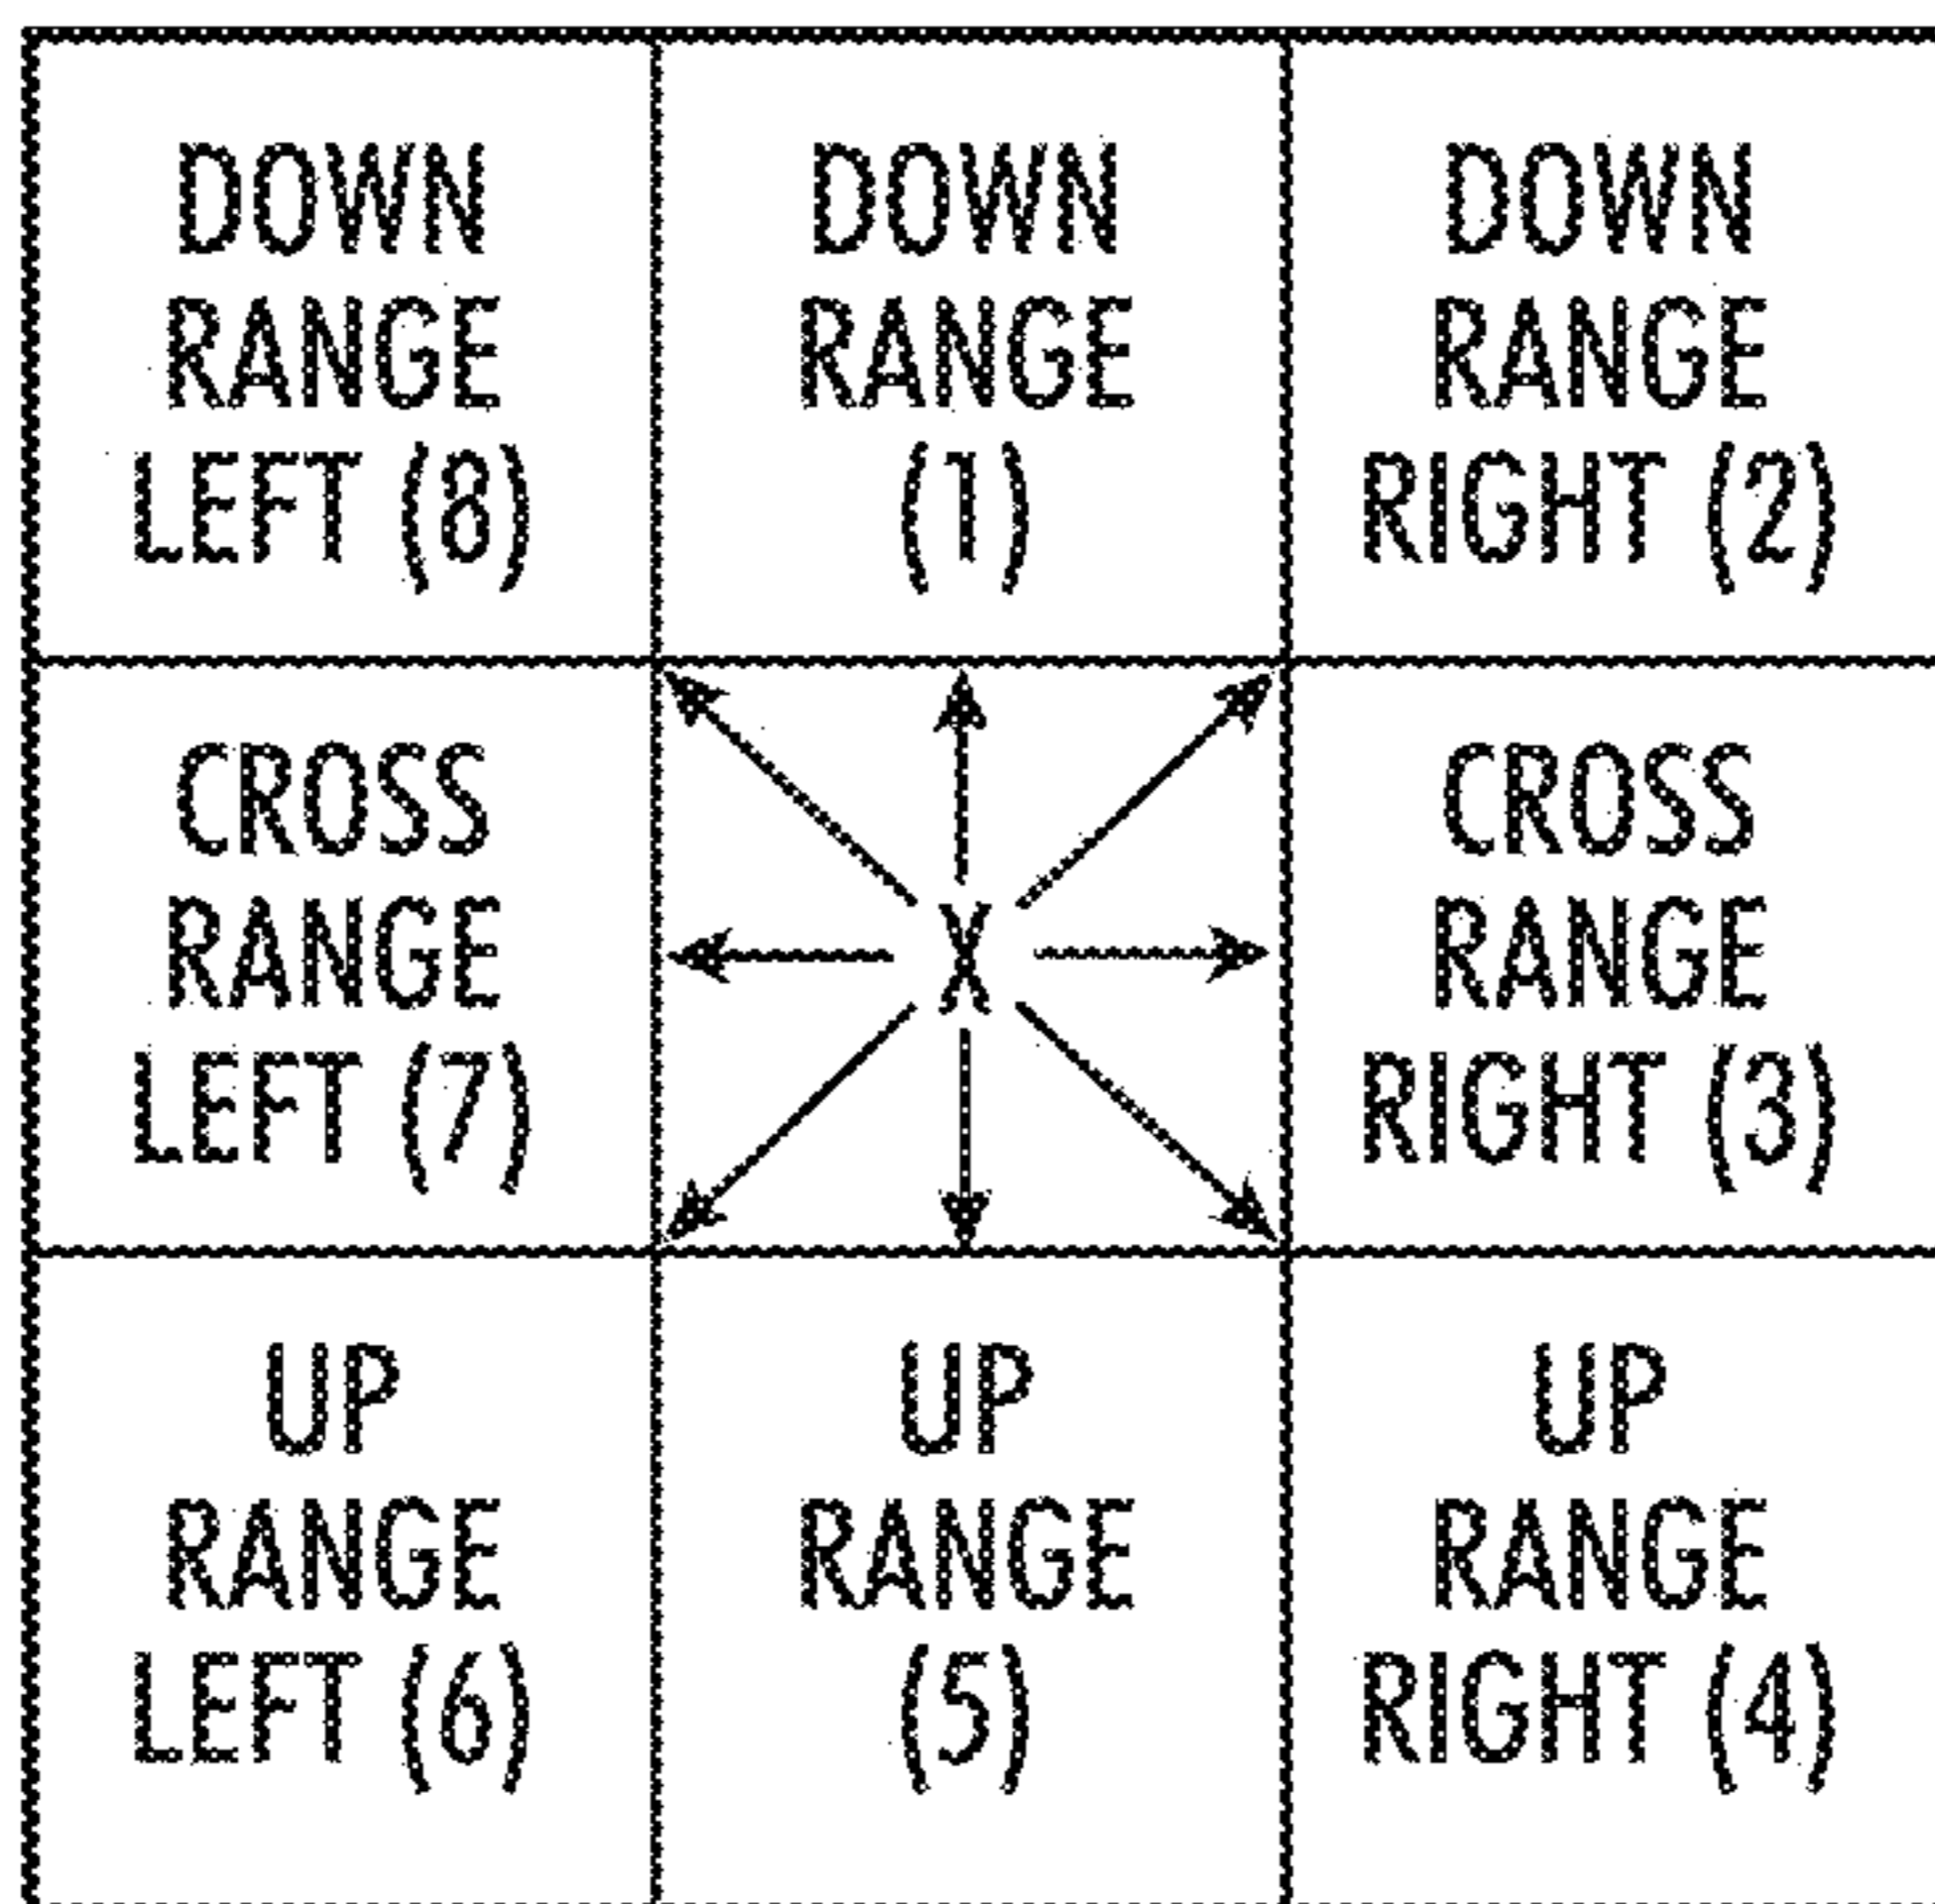 DOWN
RANGE
LEFT (8)
DOWN
RANGE
(1)
DOWN
RANGE
RIGHT (2)
CROSS
RANGE
LEFT (7)
X
CROSS
RANGE
RIGHT (3)
UP
RANGE
LEFT (6)
UP
RANGE
(5)
UP
RANGE
RIGHT (4)